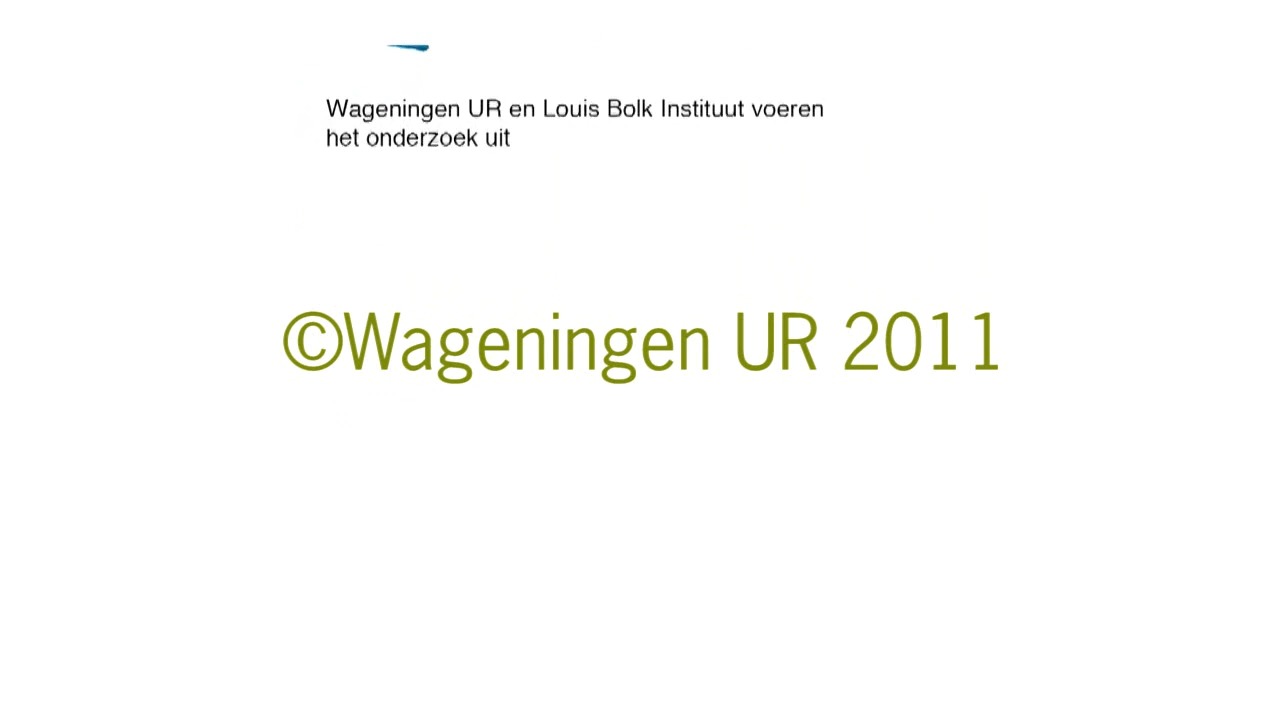 Wageningen UR en Louis Bolk Instituut voeren
het onderzoek uit
©Wageningen UR 2011